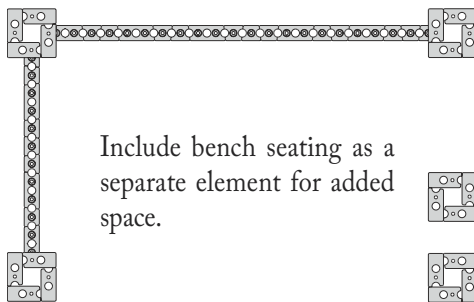 Include bench seating as a
separate element for added
space.